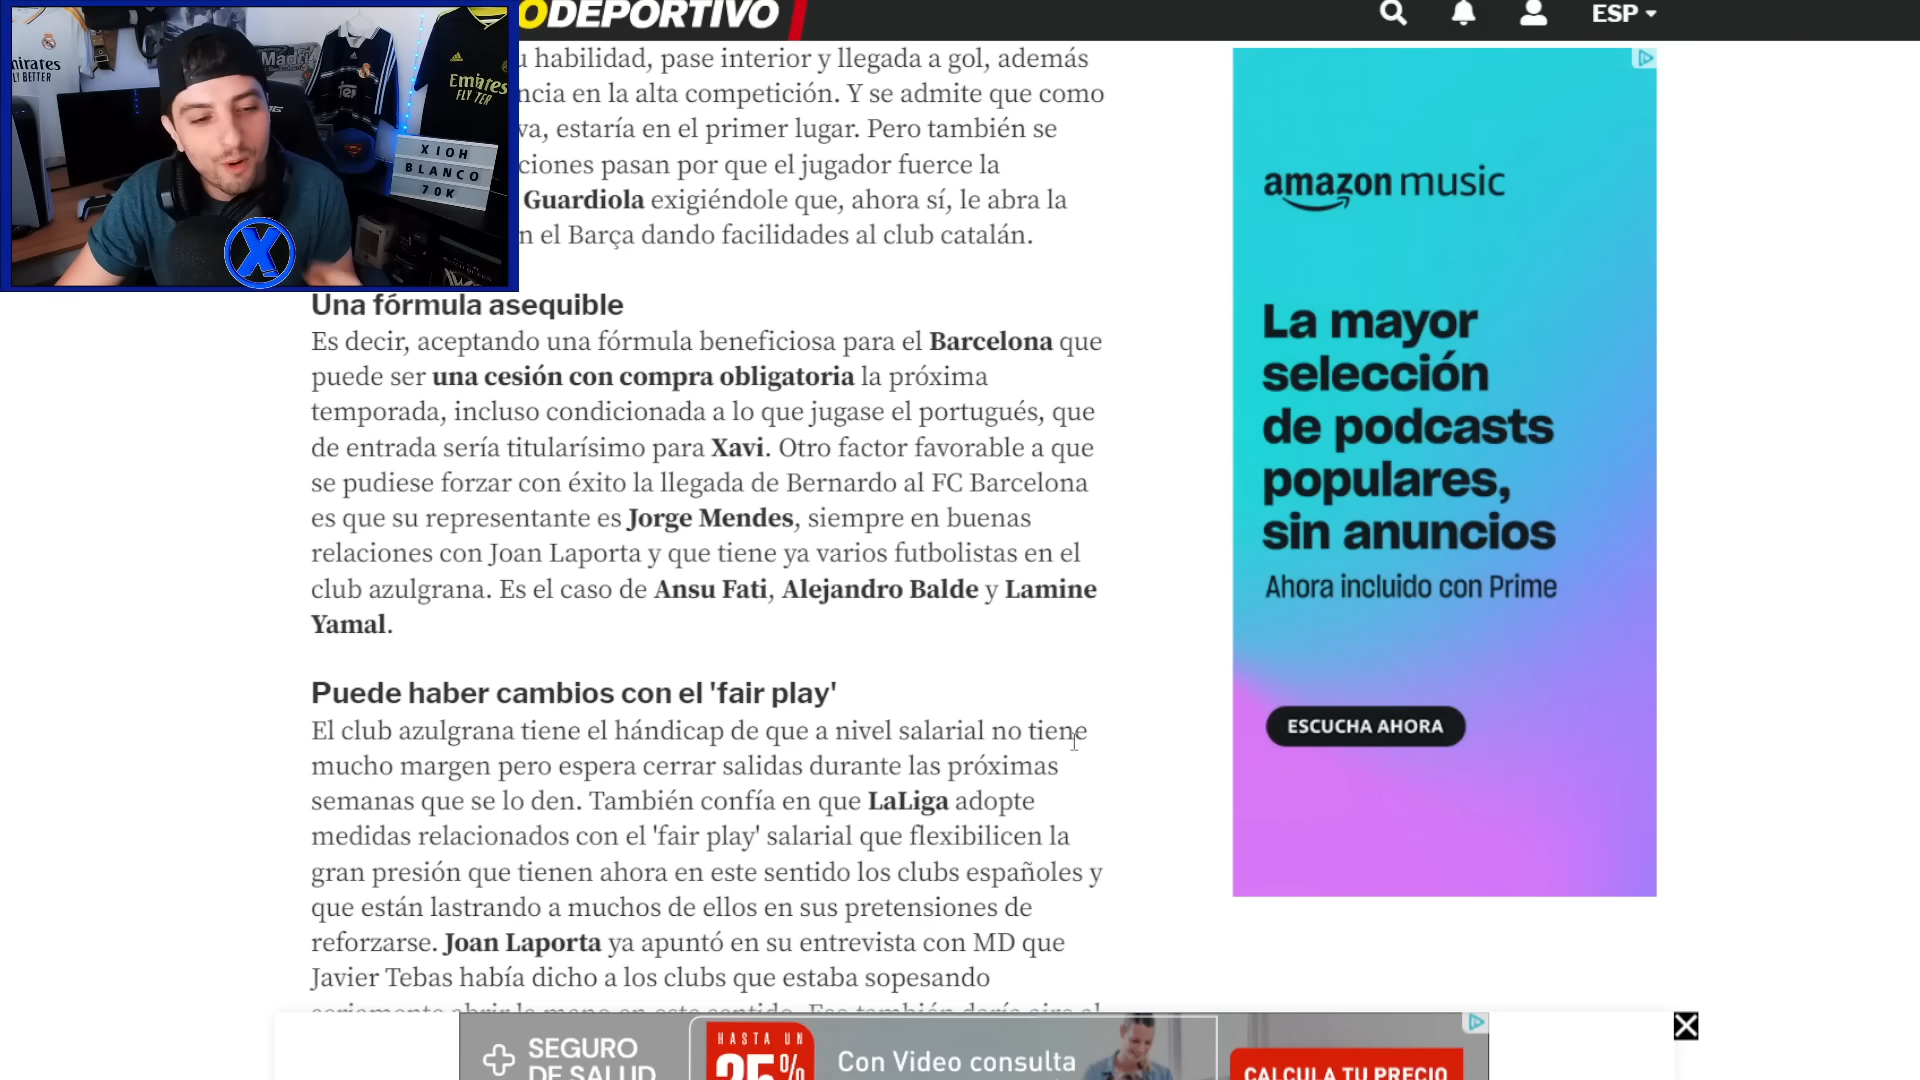 ODEPORTIVO
ESP
Emirates
FLY BETTER
Madrid
Emirates
XIOH
BLANCO
70K
X
habilidad, pase interior y llegada a gol, además
ncia en la alta competición. Y se admite que como
va, estaría en el primer lugar. Pero también se
ciones pasan por que el jugador fuerce la
Guardiola exigiéndole que, ahora sí, le abra la
n el Barça dando facilidades al club catalán.
Una fórmula asequible
Es decir, aceptando una fórmula beneficiosa para el Barcelona que
puede ser una cesión con compra obligatoria la próxima
temporada, incluso condicionada a lo que jugase el portugués, que
de entrada sería titularísimo para Xavi. Otro factor favorable a que
se pudiese forzar con éxito la llegada de Bernardo al FC Barcelona
es que su representante es Jorge Mendes, siempre en buenas
relaciones con Joan Laporta y que tiene ya varios futbolistas en el
club azulgrana. Es el caso de Ansu Fati, Alejandro Balde y Lamine
Yamal.
Puede haber cambios con el 'fair play'
El club azulgrana tiene el hándicap de que a nivel salarial no tiene
mucho margen pero espera cerrar salidas durante las próximas
semanas que se lo den. También confía en que LaLiga adopte
medidas relacionados con el 'fair play' salarial que flexibilicen la
gran presión que tienen ahora en este sentido los clubs españoles y
que están lastrando a muchos de ellos en sus pretensiones de
reforzarse. Joan Laporta ya apuntó en su entrevista con MD que
Javier Tebas había dicho a los clubs que estaba sopesando
amazon music
La mayor
selección
de podcasts
populares,
sin anuncios
Ahora incluido con Prime
ESCUCHA AHORA
SEGURO
DE SALUD
HASTA UN
25%
Con Video consulta
CALCULA TU PRECIO